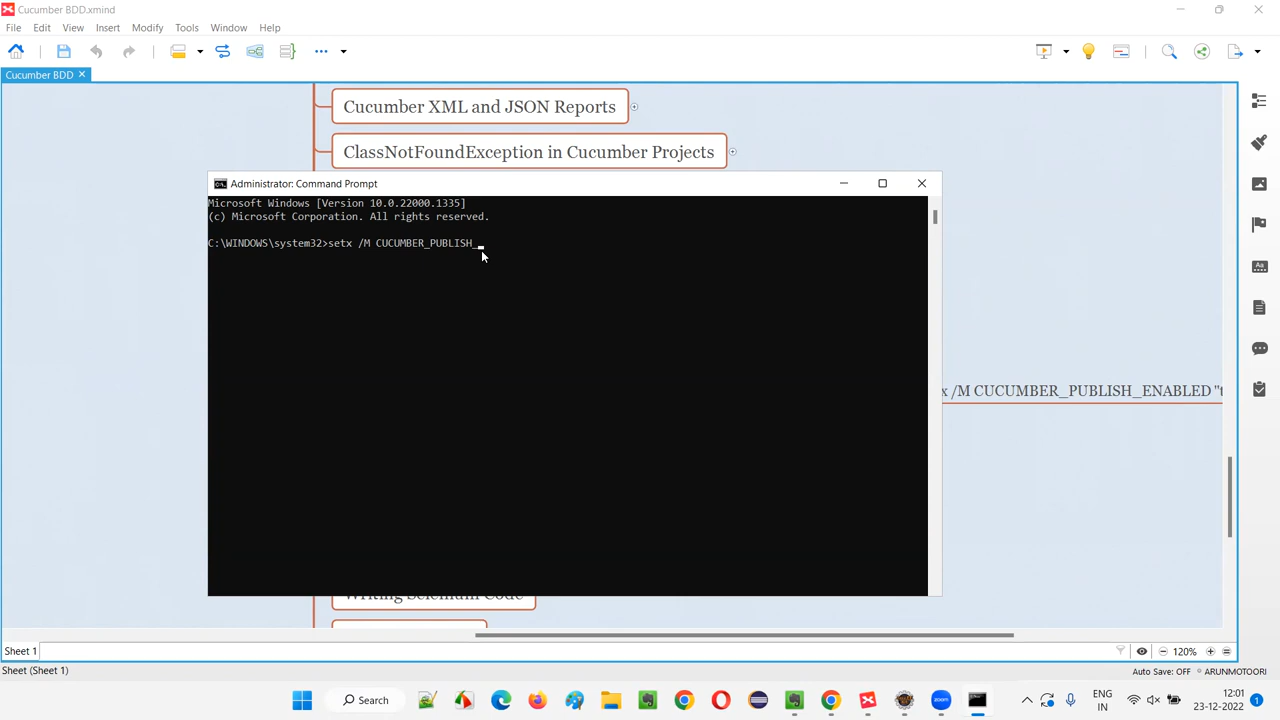 Cucumber BDD.xmind
File Edit View Insert Modify Tools Window Help
Cucumber BDD
Cucumber XML and JSON Reports
ClassNotFoundException in Cucumber Projects
Administrator: Command Prompt
Microsoft Windows [Version 10.0.22000.1335]
(c) Microsoft Corporation. All rights reserved.
C:\WINDOWS\system32>setx /M CUCUMBER_PUBLISH_
x /M CUCUMBER_PUBLISH_ENABLED "t
Writing Selenium Code
Sheet 1
120%
Sheet (Sheet 1)
Auto Save: OFF ARUNMOTOORI
Search
ENG
IN
12:01
23-12-2022
1